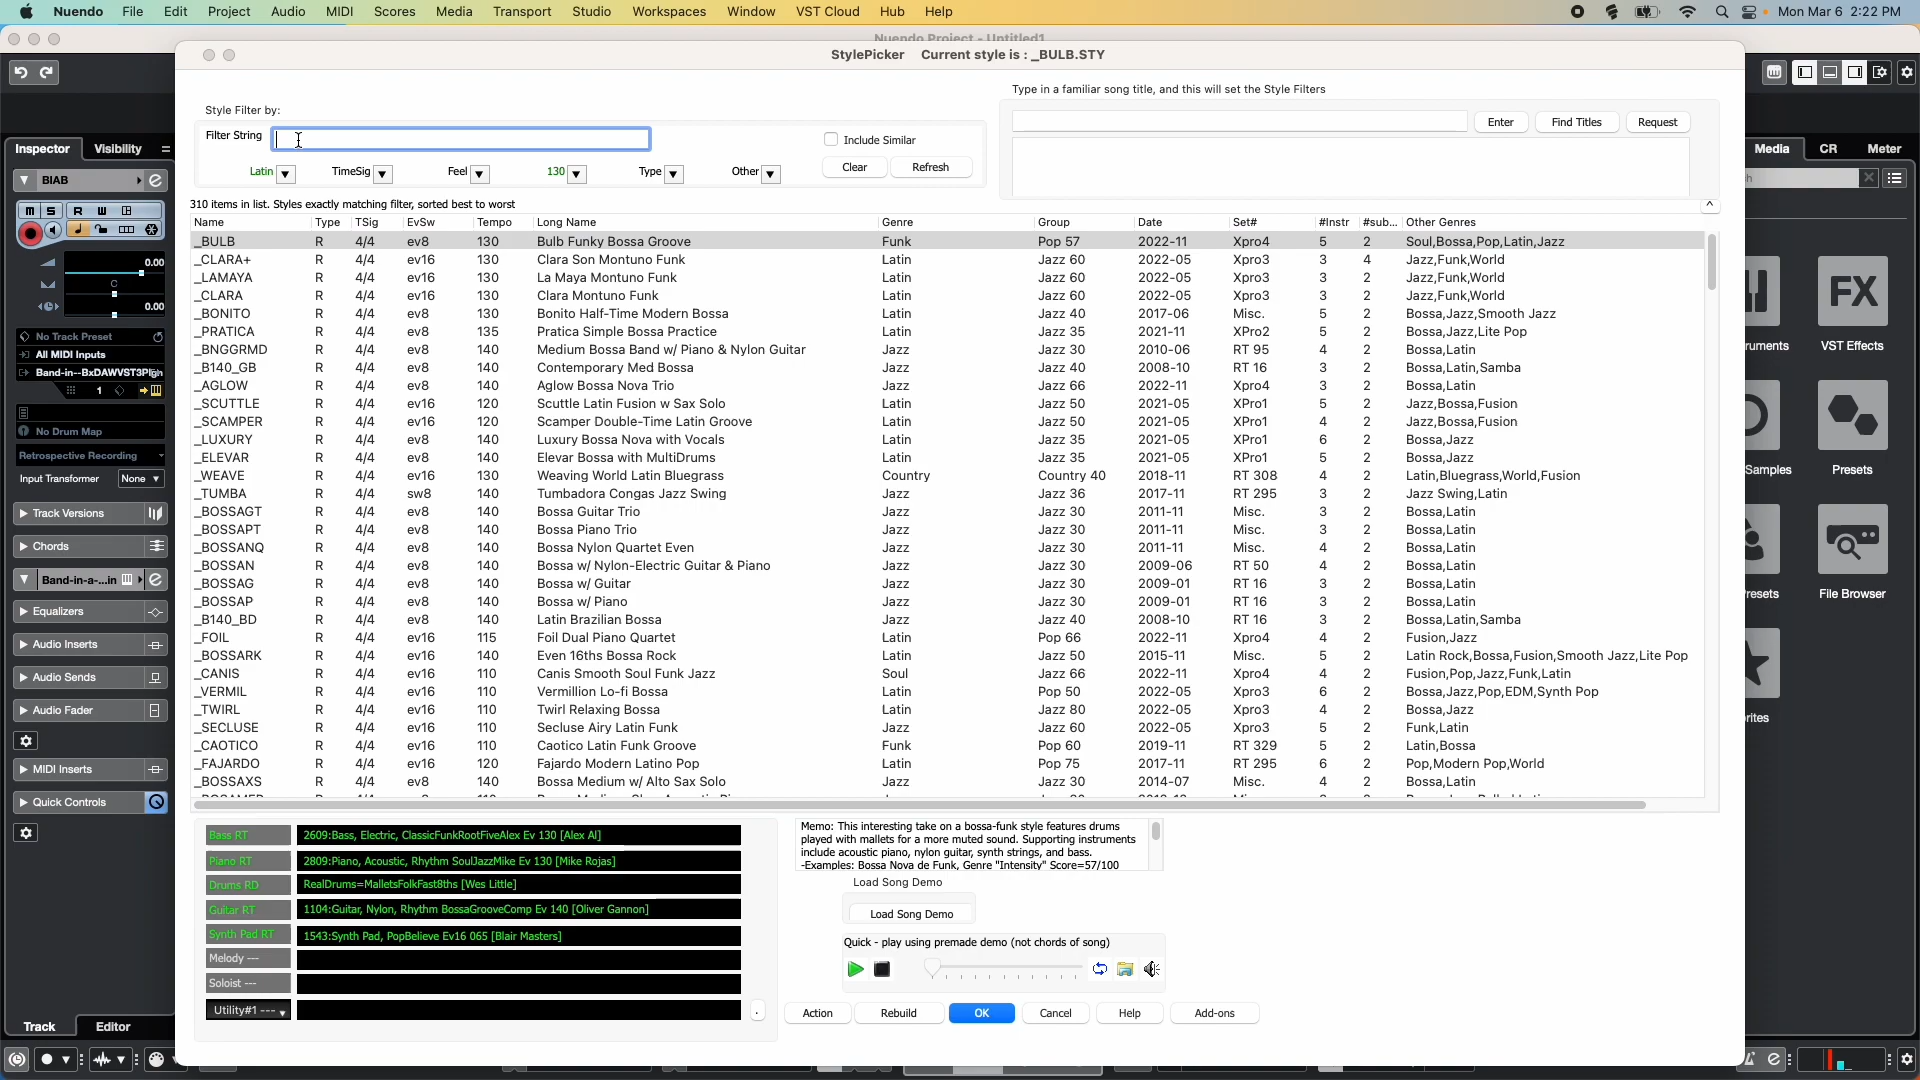 Nuendo File Edit Project Audio MIDI Scores Media Transport Studio Workspaces Window VST Cloud Hub Help Mon Mar 6 2:22 PM
Nuendo Project - Untitled1
StylePicker Current style is : _BULB.STY
Type in a familiar song title, and this will set the Style Filters
Style Filter by:
Filter String
Include Similar
Enter Find Titles Request
Latin TimeSig Feel 130 Type Other Clear Refresh
310 items in list. Styles exactly matching filter, sorted best to worst
Name Type TSig EvSw Tempo Long Name Genre Group Date Set# #Instr #sub... Other Genres
_BULB R 4/4 ev8 130 Bulb Funky Bossa Groove Funk Pop 57 2022-11 Xpro4 5 2 Soul,Bossa,Pop,Latin,Jazz
_CLARA+ R 4/4 ev16 130 Clara Son Montuno Funk Latin Jazz 60 2022-05 Xpro3 3 4 Jazz,Funk,World
_LAMAYA R 4/4 ev8 130 La Maya Montuno Funk Latin Jazz 60 2022-05 Xpro3 3 2 Jazz,Funk,World
_CLARA R 4/4 ev16 130 Clara Montuno Funk Latin Jazz 60 2022-05 Xpro3 3 2 Jazz,Funk,World
_BONITO R 4/4 ev8 130 Bonito Half-Time Modern Bossa Latin Jazz 40 2017-06 Misc. 5 2 Bossa,Jazz,Smooth Jazz
_PRATICA R 4/4 ev8 135 Pratica Simple Bossa Practice Latin Jazz 35 2021-11 XPro2 5 2 Bossa,Jazz,Lite Pop
_BNGGRMD R 4/4 ev8 140 Medium Bossa Band w/ Piano & Nylon Guitar Jazz Jazz 30 2010-06 RT 95 4 2 Bossa,Latin
_B140_GB R 4/4 ev8 140 Contemporary Med Bossa Jazz Jazz 40 2008-10 RT 16 3 2 Bossa,Latin,Samba
_AGLOW R 4/4 ev8 140 Aglow Bossa Nova Trio Jazz Jazz 66 2022-11 Xpro4 3 2 Bossa,Latin
_SCUTTLE R 4/4 ev16 120 Scuttle Latin Fusion w Sax Solo Latin Jazz 50 2021-05 XPro1 5 2 Jazz,Bossa,Fusion
_SCAMPER R 4/4 ev16 120 Scamper Double-Time Latin Groove Latin Jazz 50 2021-05 XPro1 4 2 Jazz,Bossa,Fusion
_LUXURY R 4/4 ev8 140 Luxury Bossa Nova with Vocals Latin Jazz 35 2021-05 XPro1 6 2 Bossa,Jazz
_ELEVAR R 4/4 ev8 140 Elevar Bossa with MultiDrums Latin Jazz 35 2021-05 XPro1 5 2 Bossa,Jazz
_WEAVE R 4/4 ev16 130 Weaving World Latin Bluegrass Country Country 40 2018-11 RT 308 4 2 Latin,Bluegrass,World,Fusion
_TUMBA R 4/4 sw8 140 Tumbadora Congas Jazz Swing Jazz Jazz 36 2017-11 RT 295 3 2 Jazz Swing,Latin
_BOSSAGT R 4/4 ev8 140 Bossa Guitar Trio Jazz Jazz 30 2011-11 Misc. 3 2 Bossa,Latin
_BOSSAPT R 4/4 ev8 140 Bossa Piano Trio Jazz Jazz 30 2011-11 Misc. 3 2 Bossa,Latin
_BOSSANQ R 4/4 ev8 140 Bossa Nylon Quartet Even Jazz Jazz 30 2011-11 Misc. 4 2 Bossa,Latin
_BOSSAN R 4/4 ev8 140 Bossa w/ Nylon-Electric Guitar & Piano Jazz Jazz 30 2009-06 RT 50 4 2 Bossa,Latin
_BOSSAG R 4/4 ev8 140 Bossa w/ Guitar Jazz Jazz 30 2009-01 RT 16 3 2 Bossa,Latin
_BOSSAP R 4/4 ev8 140 Bossa w/ Piano Jazz Jazz 30 2009-01 RT 16 3 2 Bossa,Latin
_B140_BD R 4/4 ev8 140 Latin Brazilian Bossa Jazz Jazz 40 2008-10 RT 16 3 2 Bossa,Latin,Samba
_FOIL R 4/4 ev16 115 Foil Dual Piano Quartet Latin Pop 66 2022-11 Xpro4 4 2 Fusion,Jazz
_BOSSARK R 4/4 ev16 140 Even 16ths Bossa Rock Latin Jazz 50 2015-11 Misc. 5 2 Latin Rock,Bossa,Fusion,Smooth Jazz,Lite Pop
_CANIS R 4/4 ev16 110 Canis Smooth Soul Funk Jazz Soul Jazz 66 2022-11 Xpro4 4 2 Fusion,Pop,Jazz,Funk,Latin
_VERMIL R 4/4 ev16 110 Vermillion Lo-fi Bossa Latin Pop 50 2022-05 Xpro3 6 2 Bossa,Jazz,Pop,EDM,Synth Pop
_TWIRL R 4/4 ev16 110 Twirl Relaxing Bossa Latin Jazz 80 2022-05 Xpro3 4 2 Bossa,Jazz
_SECLUSE R 4/4 ev16 110 Secluse Airy Latin Funk Jazz Jazz 60 2022-05 Xpro3 5 2 Funk,Latin
_CAOTICO R 4/4 ev16 110 Caotico Latin Funk Groove Funk Pop 60 2019-11 RT 329 5 2 Latin,Bossa
_FAJARDO R 4/4 ev16 120 Fajardo Modern Latino Pop Latin Pop 75 2017-11 RT 295 6 2 Pop,Modern Pop,World
_BOSSAXS R 4/4 ev8 140 Bossa Medium w/ Alto Sax Solo Jazz Jazz 30 2014-07 Misc. 4 2 Bossa,Latin
Bass RT 2609:Bass, Electric, ClassicFunkRootFiveAlex Ev 130 [Alex Al]
Piano RT 2809:Piano, Acoustic, Rhythm SoulJazzMike Ev 130 [Mike Rojas]
Drums RD RealDrums=MalletsFolkFast8ths [Wes Little]
Guitar RT 1104:Guitar, Nylon, Rhythm BossaGrooveComp Ev 140 [Oliver Gannon]
Synth Pad RT 1543:Synth Pad, PopBelieve Ev16 065 [Blair Masters]
Melody ---
Soloist ---
Utility#1 --- .
Memo: This interesting take on a bossa-funk style features drums
played with mallets for a more muted sound. Supporting instruments
include acoustic piano, nylon guitar, synth strings, and bass.
-Examples: Bossa Nova de Funk, Genre "Intensity" Score=57/100
Load Song Demo
Load Song Demo
Quick - play using premade demo (not chords of song)
Action Rebuild OK Cancel Help Add-ons
Inspector Visibility
BIAB
M S R W
0.00
C
0.00
No Track Preset
All MIDI Inputs
1
No Drum Map
Retrospective Recording
Input Transformer None
Track Versions
Chords
Band-in-a-...in
Equalizers
Audio Inserts
Audio Sends
Audio Fader
MIDI Inserts
Quick Controls
Track Editor
Media CR Meter
FX
VST Effects
Presets
File Browser